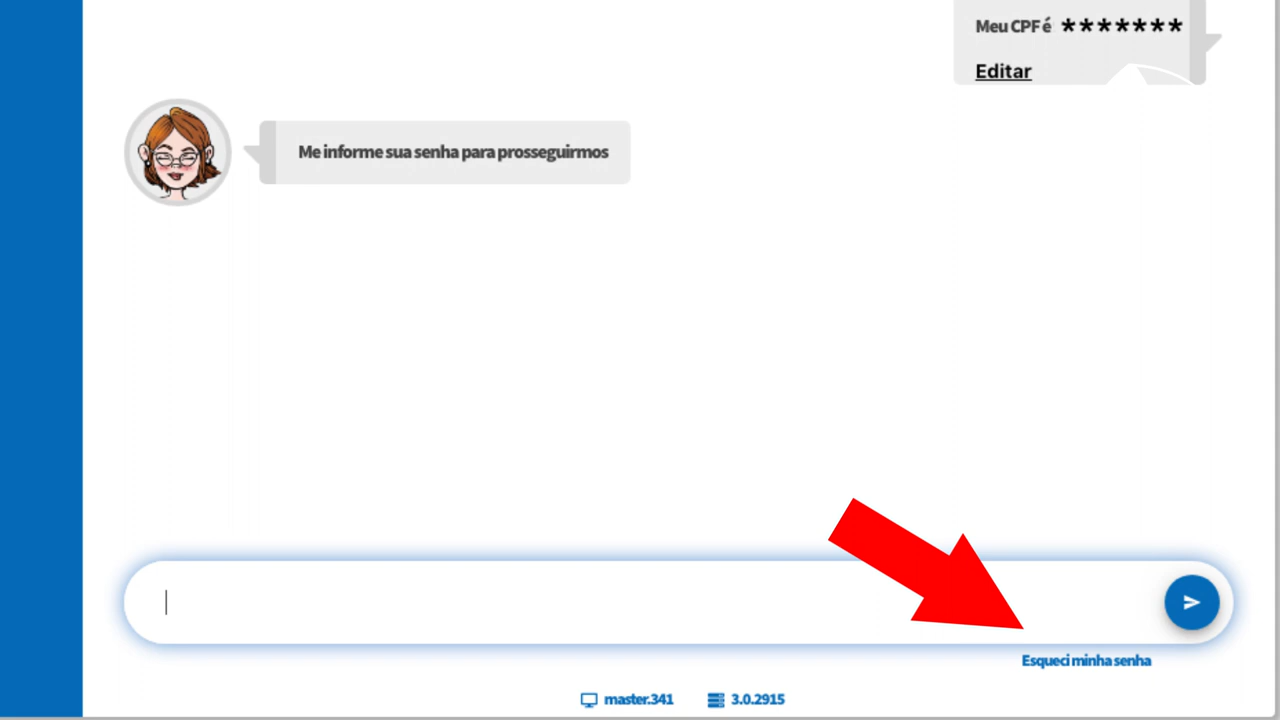 Meu CPF é *******
Editar
Me informe sua senha para prosseguirmos
Esqueci minha senha
master.341 3.0.2915